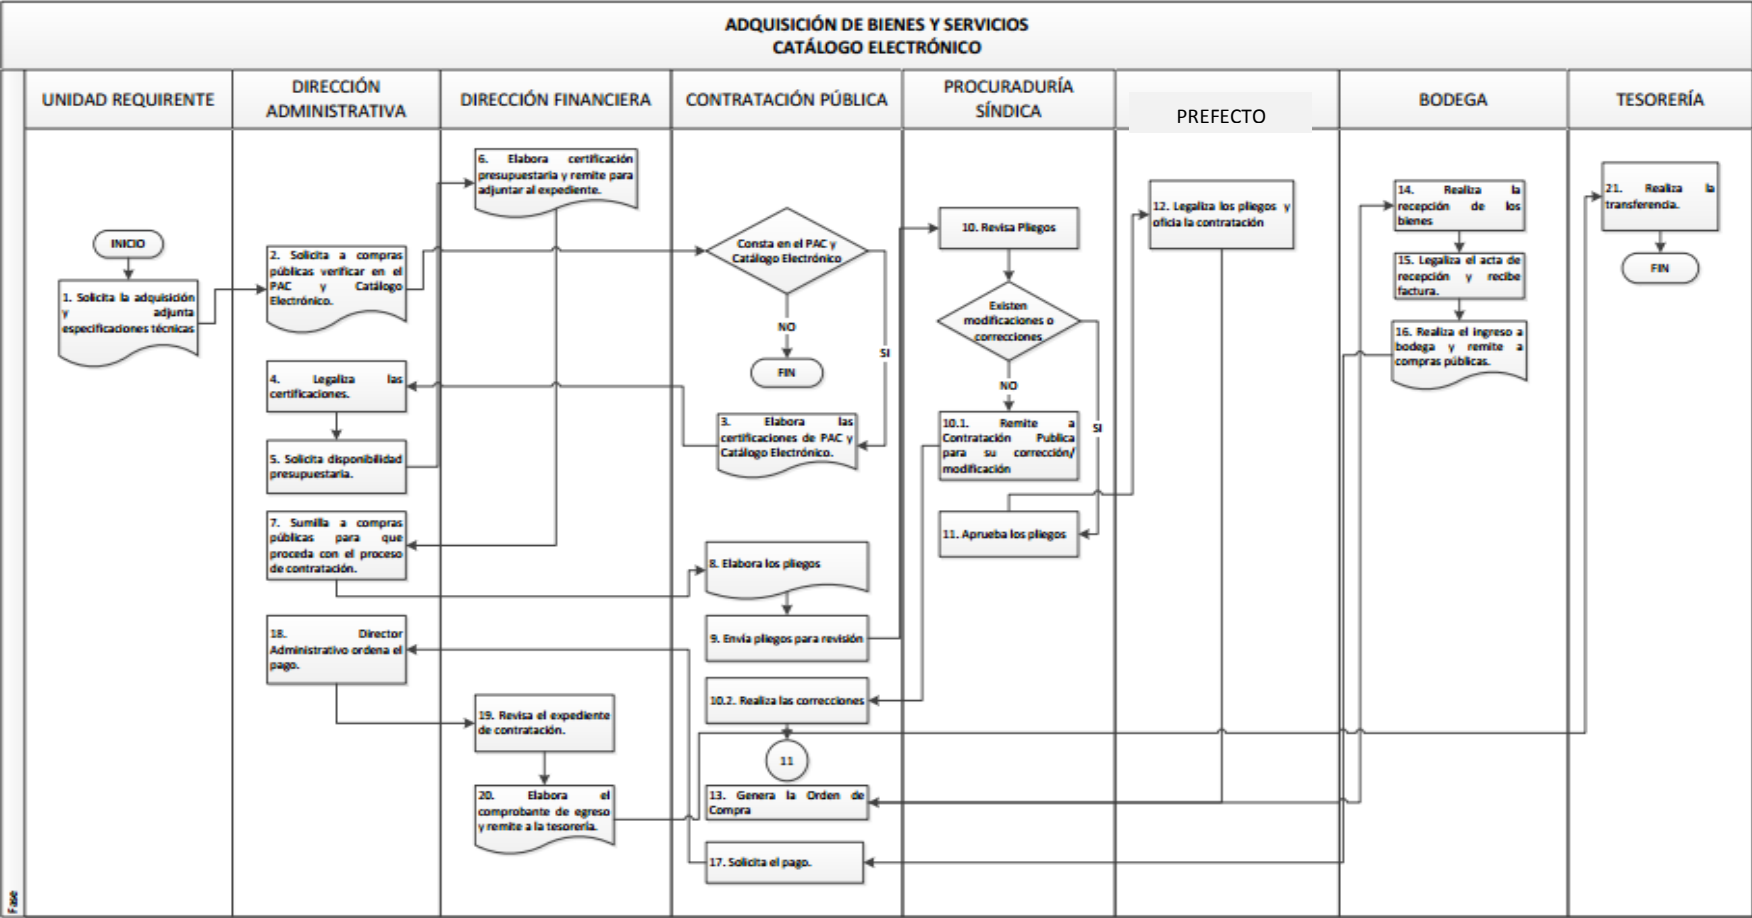 ADQUISICIÓN DE BIENES Y SERVICIOS
CATÁLOGO ELECTRÓNICO
Fase
UNIDAD REQUIRENTE
DIRECCIÓN
ADMINISTRATIVA
DIRECCIÓN FINANCIERA
CONTRATACIÓN PÚBLICA
PROCURADURÍA
SÍNDICA
PREFECTO
BODEGA
TESORERÍA
INICIO
1. Solicita la adquisición
y adjunta
especificaciones técnicas
2. Solicita a compras
públicas verificar en el
PAC y Catálogo
Electrónico.
4. Legaliza las
certificaciones.
5. Solicita disponibilidad
presupuestaria.
7. Sumilla a compras
públicas para que
proceda con el proceso
de contratación.
18. Director
Administrativo ordena el
pago.
6. Elabora certificación
presupuestaria y remite para
adjuntar al expediente.
19. Revisa el expediente
de contratación.
20. Elabora el
comprobante de egreso
y remite a la tesorería.
Consta en el PAC y
Catálogo Electrónico
NO
SI
FIN
3. Elabora las
certificaciones de PAC y
Catálogo Electrónico.
8. Elabora los pliegos
9. Envía pliegos para revisión
10.2. Realiza las correcciones
11
13. Genera la Orden de
Compra
17. Solicita el pago.
10. Revisa Pliegos
Existen
modificaciones o
correcciones
NO
SI
10.1. Remite a
Contratación Publica
para su corrección/
modificación
11. Aprueba los pliegos
12. Legaliza los pliegos y
oficia la contratación
14. Realiza la
recepción de los
bienes
15. Legaliza el acta de
recepción y recibe
factura.
16. Realiza el ingreso a
bodega y remite a
compras públicas.
21. Realiza la
transferencia.
FIN